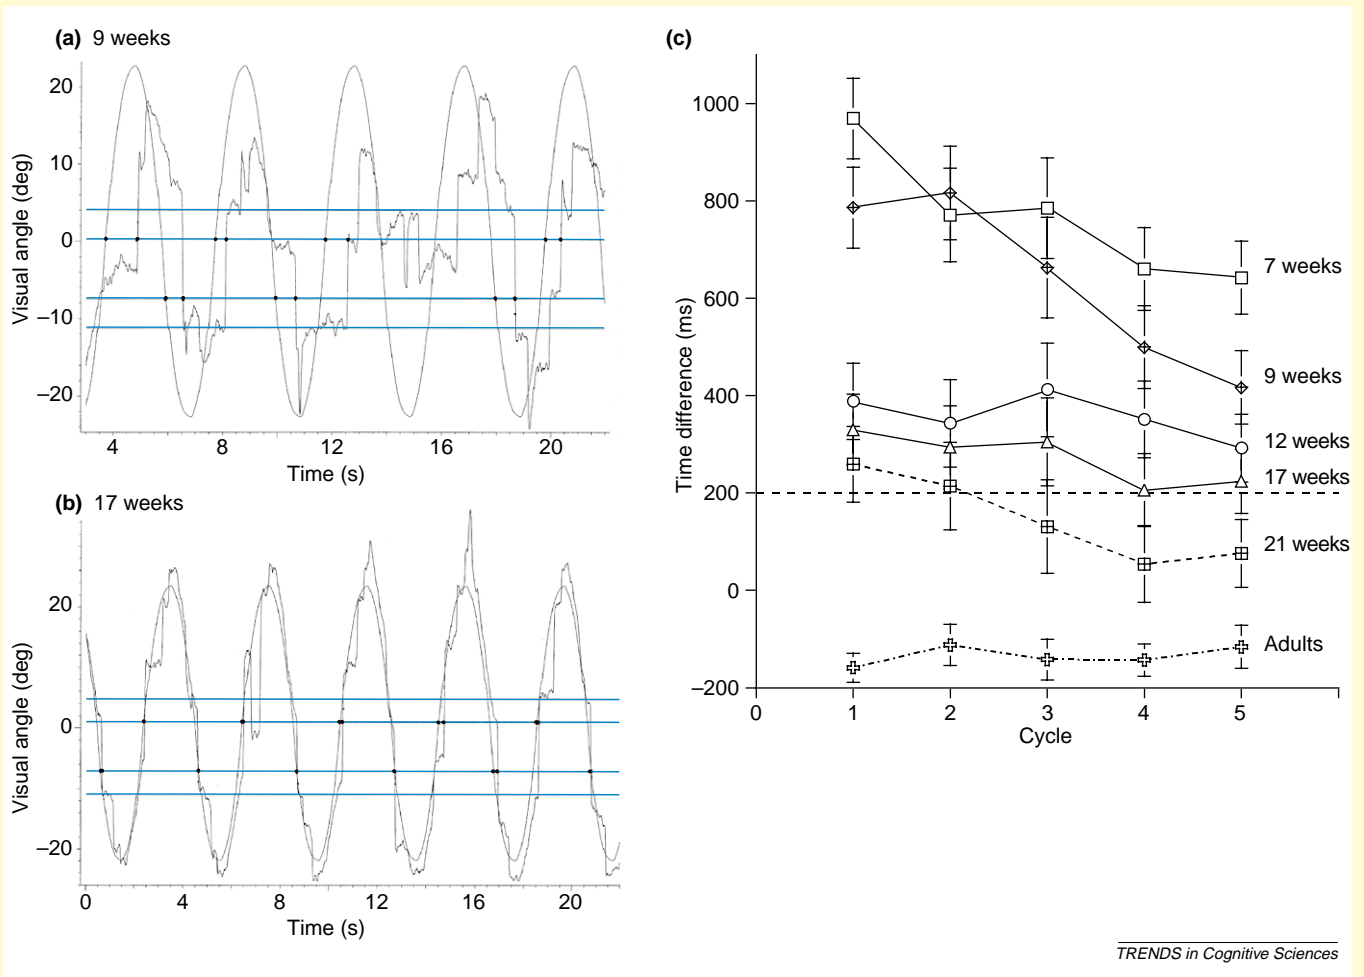 (a) 9 weeks
Visual angle (deg)
20
10
0
–10
–20
4 8 12 16 20
Time (s)
(b) 17 weeks
Visual angle (deg)
20
0
–20
0 4 8 12 16 20
Time (s)
(c)
Time difference (ms)
1000
800
600
400
200
0
–200
0 1 2 3 4 5
Cycle
7 weeks
9 weeks
12 weeks
17 weeks
21 weeks
Adults
TRENDS in Cognitive Sciences